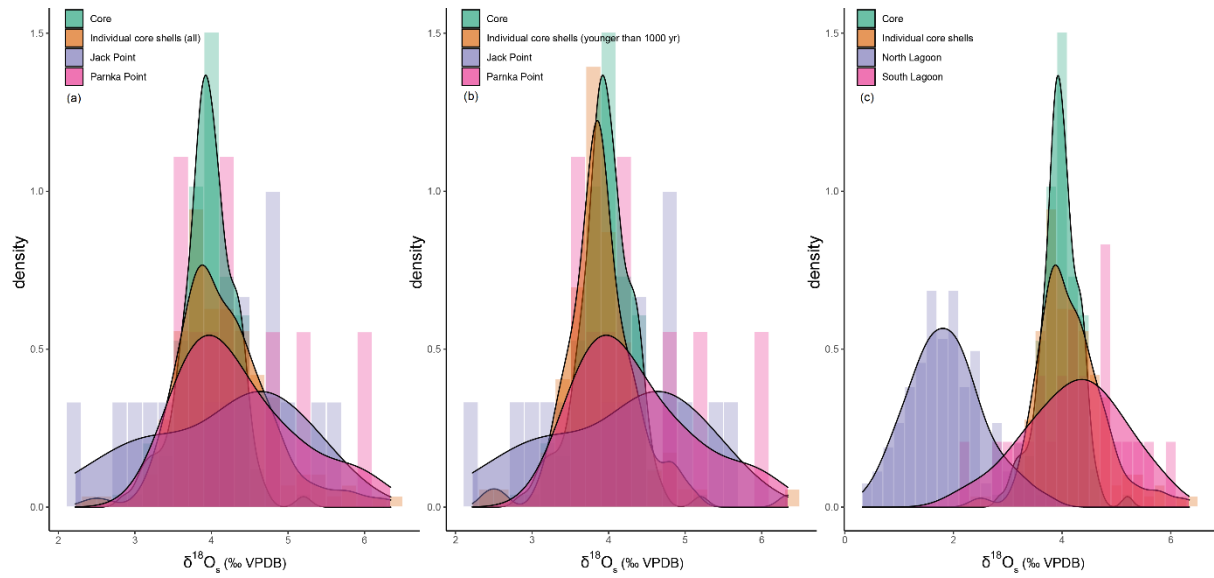 Core
Individual core shells (all)
Jack Point
Parnka Point
(a)
1.5
1.0
0.5
0.0
density
2 3 4 5 6
δ¹⁸Oₛ (‰ VPDB)
Core
Individual core shells (younger than 1000 yr)
Jack Point
Parnka Point
(b)
1.5
1.0
0.5
0.0
density
2 3 4 5 6
δ¹⁸Oₛ (‰ VPDB)
Core
Individual core shells
North Lagoon
South Lagoon
(c)
1.5
1.0
0.5
0.0
density
0 2 4 6
δ¹⁸Oₛ (‰ VPDB)